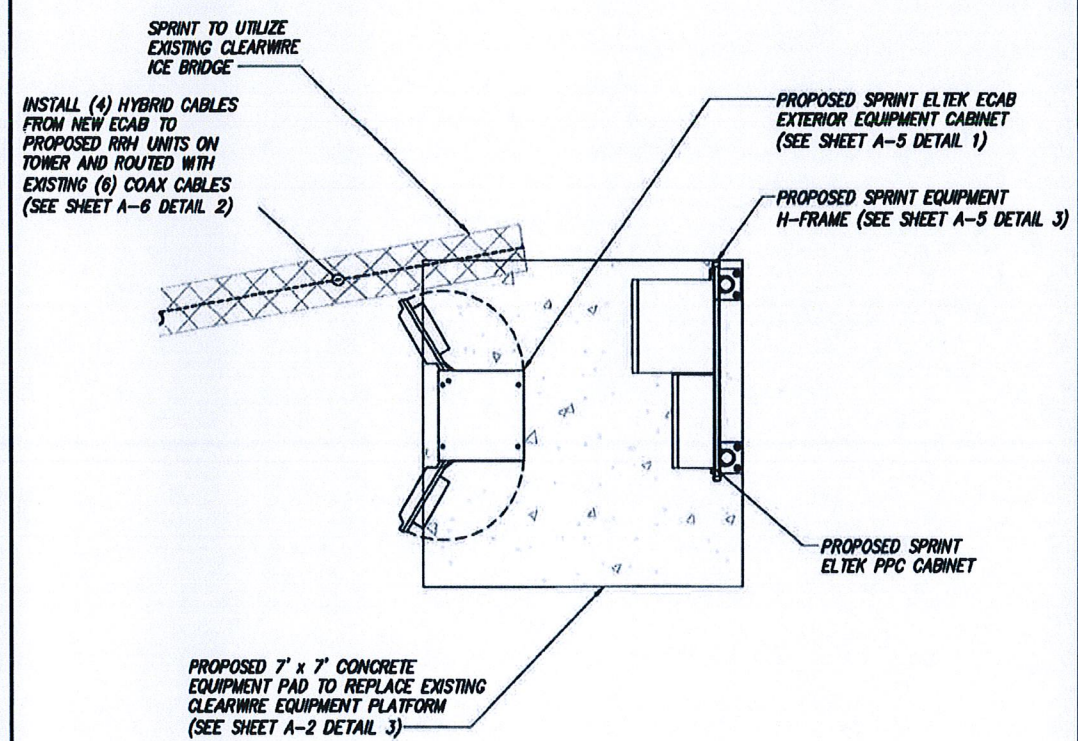 SPRINT TO UTILIZE
EXISTING CLEARWIRE
ICE BRIDGE
INSTALL (4) HYBRID CABLES
FROM NEW ECAB TO
PROPOSED RRH UNITS ON
TOWER AND ROUTED WITH
EXISTING (6) COAX CABLES
(SEE SHEET A-6 DETAIL 2)
PROPOSED SPRINT ELTEK ECAB
EXTERIOR EQUIPMENT CABINET
(SEE SHEET A-5 DETAIL 1)
PROPOSED SPRINT EQUIPMENT
H-FRAME (SEE SHEET A-5 DETAIL 3)
PROPOSED SPRINT
ELTEK PPC CABINET
PROPOSED 7' x 7' CONCRETE
EQUIPMENT PAD TO REPLACE EXISTING
CLEARWIRE EQUIPMENT PLATFORM
(SEE SHEET A-2 DETAIL 3)